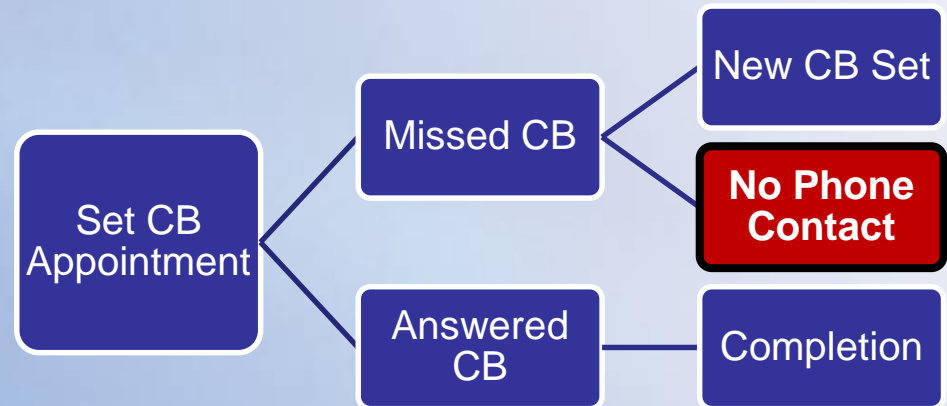 Set CB
Appointment
Missed CB
New CB Set
No Phone
Contact
Answered
CB
Completion